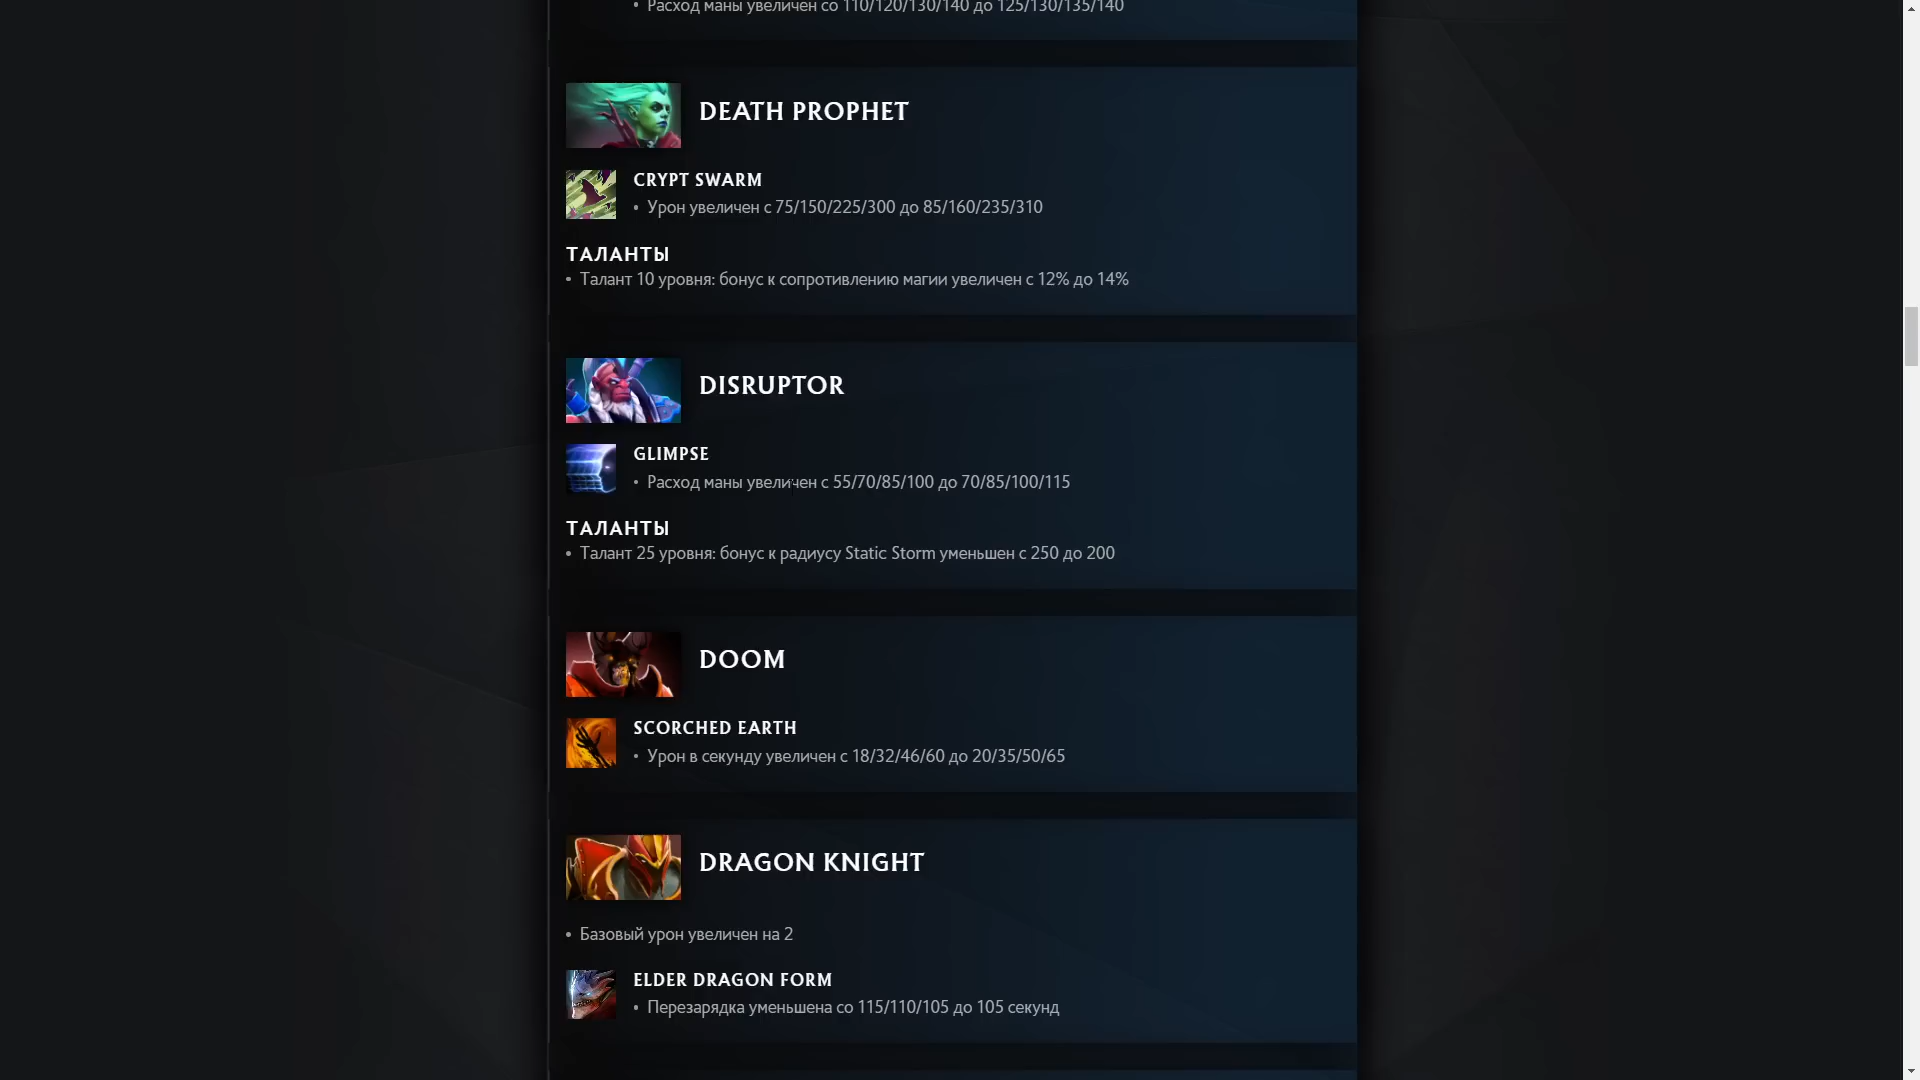 Расход маны увеличен со 110/120/130/140 до 125/130/135/140
DEATH PROPHET
CRYPT SWARM
• Урон увеличен с 75/150/225/300 до 85/160/235/310
ТАЛАНТЫ
• Талант 10 уровня: бонус к сопротивлению магии увеличен с 12% до 14%
DISRUPTOR
GLIMPSE
• Расход маны увеличен с 55/70/85/100 до 70/85/100/115
ТАЛАНТЫ
• Талант 25 уровня: бонус к радиусу Static Storm уменьшен с 250 до 200
DOOM
SCORCHED EARTH
• Урон в секунду увеличен с 18/32/46/60 до 20/35/50/65
DRAGON KNIGHT
• Базовый урон увеличен на 2
ELDER DRAGON FORM
• Перезарядка уменьшена со 115/110/105 до 105 секунд